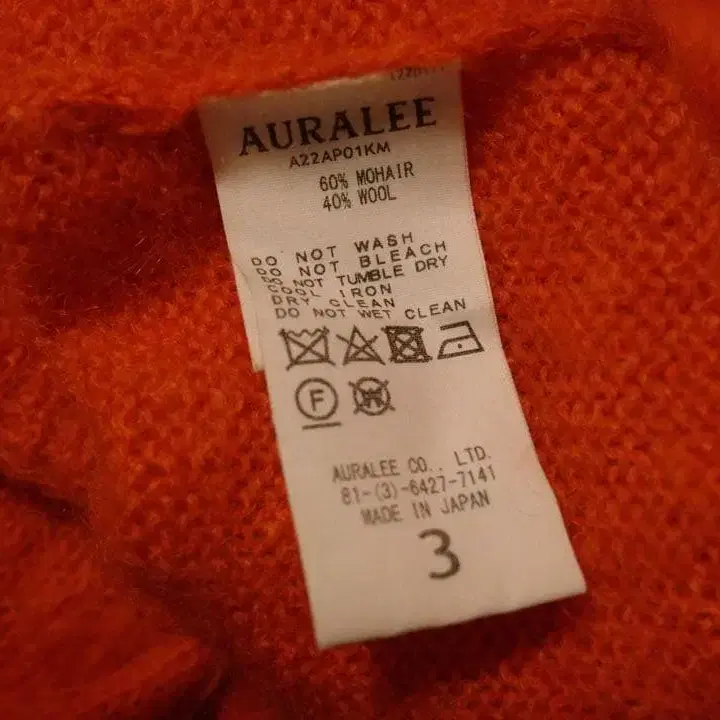 AURALEE
A22AP01KM
60% MOHAIR
40% WOOL
DO NOT WASH
DO NOT BLEACH
DO NOT TUMBLE DRY
COOL IRON
DRY CLEAN
DO NOT WET CLEAN
F
W
AURALEE CO., LTD.
81-(3)-6427-7141
MADE IN JAPAN
3